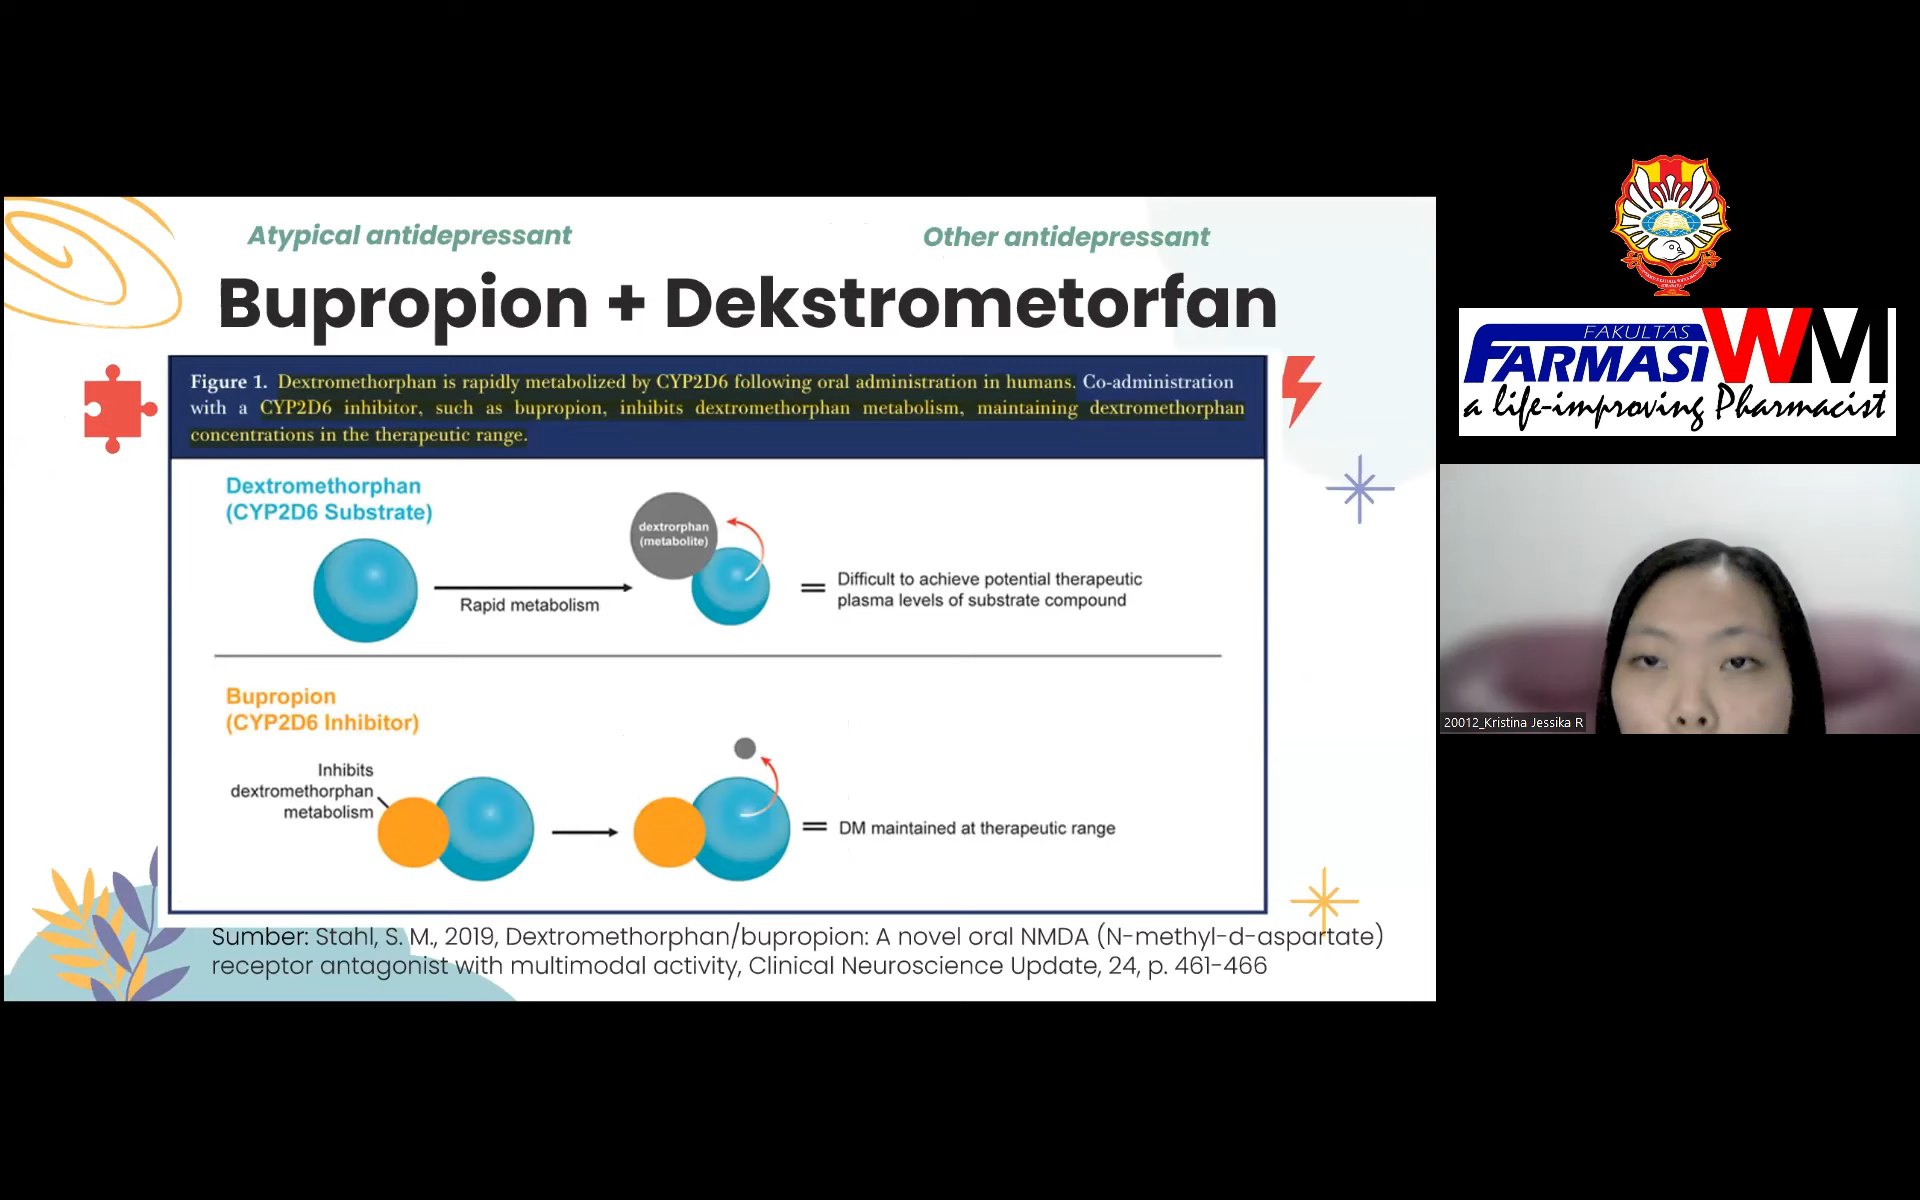 Atypical antidepressant
Other antidepressant
Bupropion + Dekstrometorfan
Figure 1. Dextromethorphan is rapidly metabolized by CYP2D6 following oral administration in humans. Co-administration
with a CYP2D6 inhibitor, such as bupropion, inhibits dextromethorphan metabolism, maintaining dextromethorphan
concentrations in the therapeutic range.
Dextromethorphan
(CYP2D6 Substrate)
Rapid metabolism
dextrorphan
(metabolite)
= Difficult to achieve potential therapeutic
plasma levels of substrate compound
Bupropion
(CYP2D6 Inhibitor)
Inhibits
dextromethorphan
metabolism
= DM maintained at therapeutic range
Sumber: Stahl, S. M., 2019, Dextromethorphan/bupropion: A novel oral NMDA (N-methyl-d-aspartate)
receptor antagonist with multimodal activity, Clinical Neuroscience Update, 24, p. 461-466
FAKULTAS
FARMASI WM
a life-improving Pharmacist
20012_Kristina Jessika R